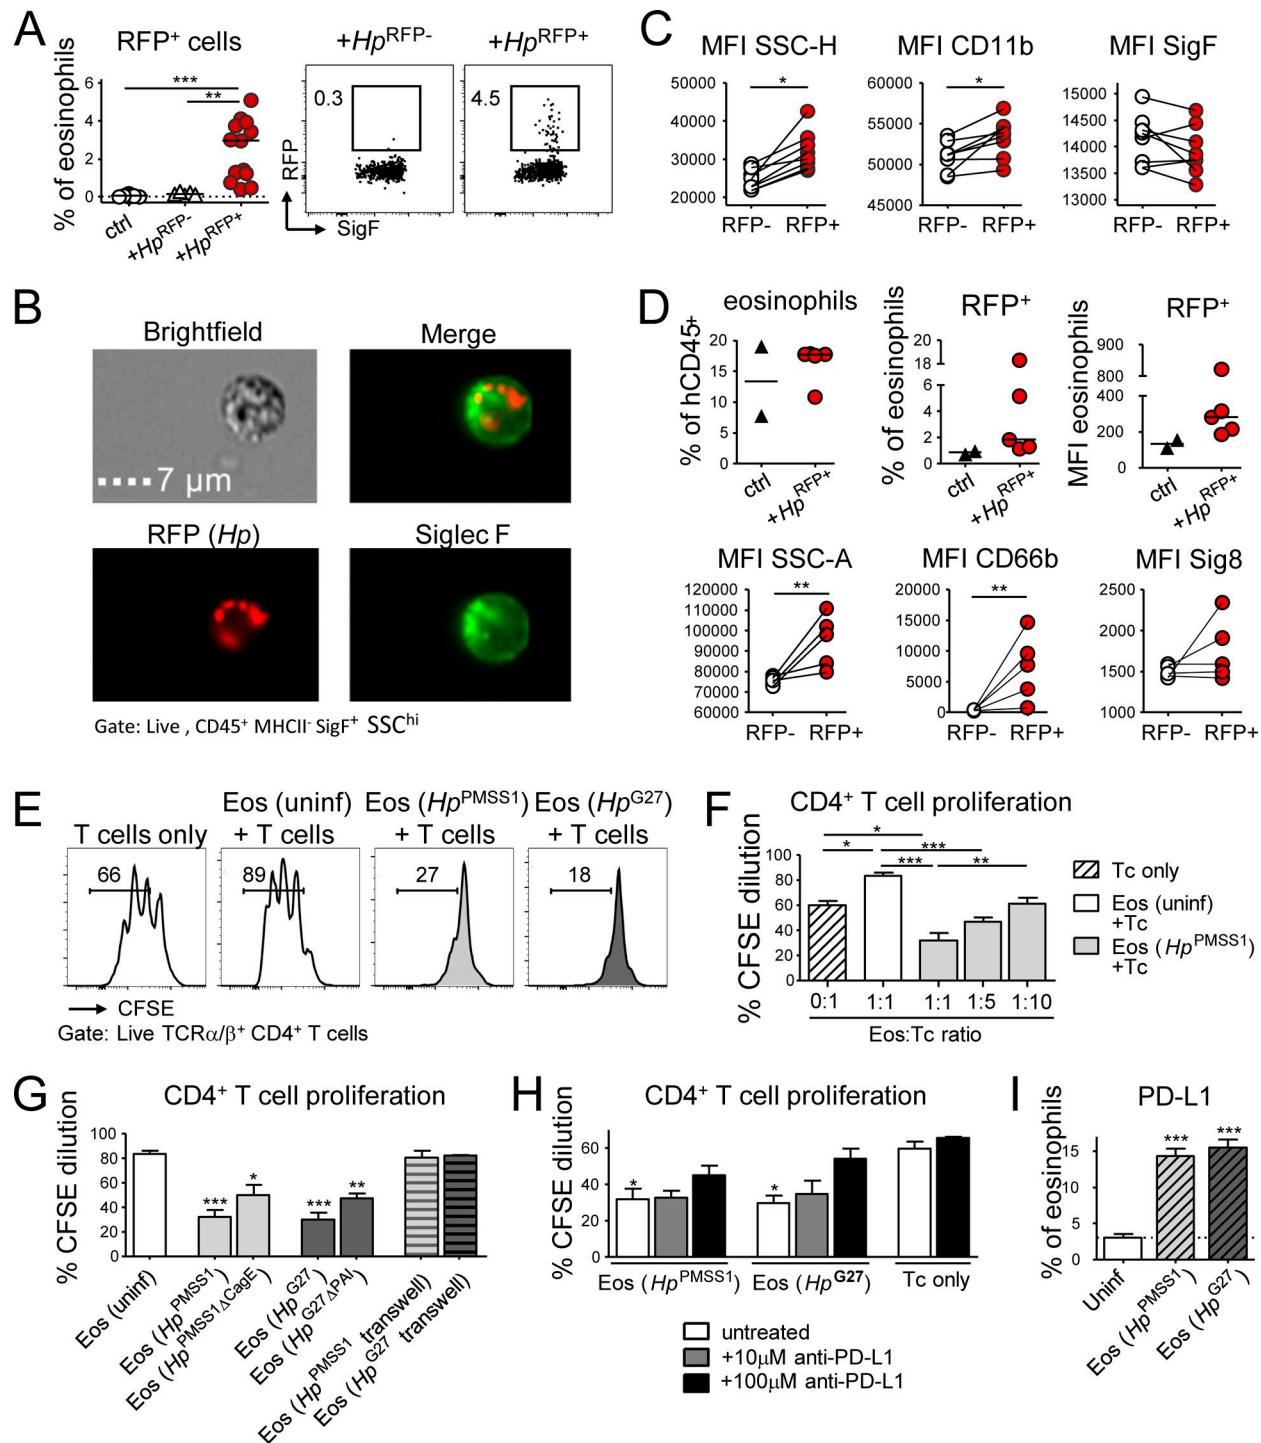 A
RFP+ cells
+HpRFP-
+HpRFP+
% of eosinophils
6
4
2
0
***
**
ctrl
+HpRFP-
+HpRFP+
0.3
4.5
RFP
SigF
C
MFI SSC-H
MFI CD11b
MFI SigF
50000
40000
30000
20000
*
RFP- RFP+
60000
55000
50000
45000
*
RFP- RFP+
15000
14500
14000
13500
13000
RFP- RFP+
B
Brightfield
Merge
7 µm
RFP (Hp)
Siglec F
Gate: Live , CD45+ MHCII- SigF+ SSChi
D
eosinophils
RFP+
RFP+
% of hCD45+
20
15
10
5
0
ctrl
+HpRFP+
% of eosinophils
20
18
6
4
2
0
ctrl
+HpRFP+
MFI eosinophils
900
800
400
200
0
ctrl
+HpRFP+
MFI SSC-A
MFI CD66b
MFI Sig8
120000
110000
100000
90000
80000
70000
60000
**
RFP- RFP+
20000
15000
10000
5000
0
**
RFP- RFP+
2500
2000
1500
1000
RFP- RFP+
E
T cells only
Eos (uninf)
+ T cells
Eos (HpPMSS1)
+ T cells
Eos (HpG27)
+ T cells
66
89
27
18
CFSE
Gate: Live TCRα/β+ CD4+ T cells
F
CD4+ T cell proliferation
% CFSE dilution
100
80
60
40
20
0
*
*
***
***
**
0:1 1:1 1:1 1:5 1:10
Eos:Tc ratio
Tc only
Eos (uninf)
+Tc
Eos (HpPMSS1)
+Tc
G
CD4+ T cell proliferation
% CFSE dilution
100
80
60
40
20
0
***
*
***
**
Eos (uninf)
Eos (HpPMSS1)
Eos (HpPMSS1ΔCagE)
Eos (HpG27)
Eos (HpG27ΔPAI)
Eos (HpPMSS1 transwell)
Eos (HpG27 transwell)
H
CD4+ T cell proliferation
% CFSE dilution
60
40
20
0
*
*
Eos (HpPMSS1)
Eos (HpG27)
Tc only
untreated
+10µM anti-PD-L1
+100µM anti-PD-L1
I
PD-L1
% of eosinophils
15
10
5
0
***
***
Uninf
Eos (HpPMSS1)
Eos (HpG27)